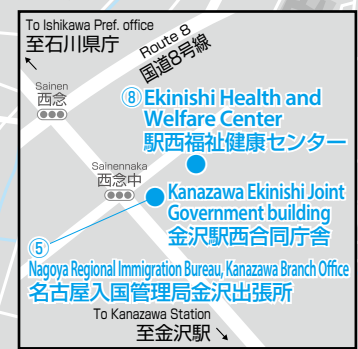 To Ishikawa Pref. office
至石川県庁
↖
Route 8
国道8号線
Sainen
西念
⑧ Ekinishi Health and
Welfare Center
駅西福祉健康センター
Sainennaka
西念中
Kanazawa Ekinishi Joint
Government building
金沢駅西合同庁舎
⑤
Nagoya Regional Immigration Bureau, Kanazawa Branch Office
名古屋入国管理局金沢出張所
To Kanazawa Station
至金沢駅 ↘